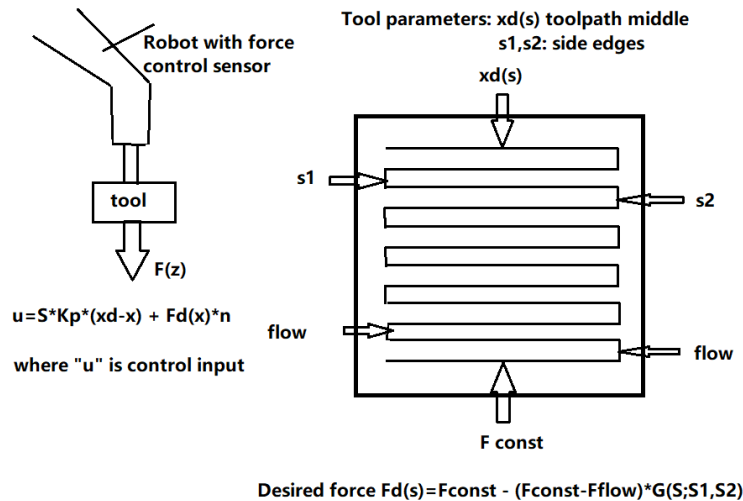 Robot with force
control sensor
tool
F(z)
u=S*Kp*(xd-x) + Fd(x)*n
where "u" is control input
Tool parameters: xd(s) toolpath middle
s1,s2: side edges
xd(s)
s1
s2
flow
flow
F const
Desired force Fd(s)=Fconst - (Fconst-Fflow)*G(S;S1,S2)